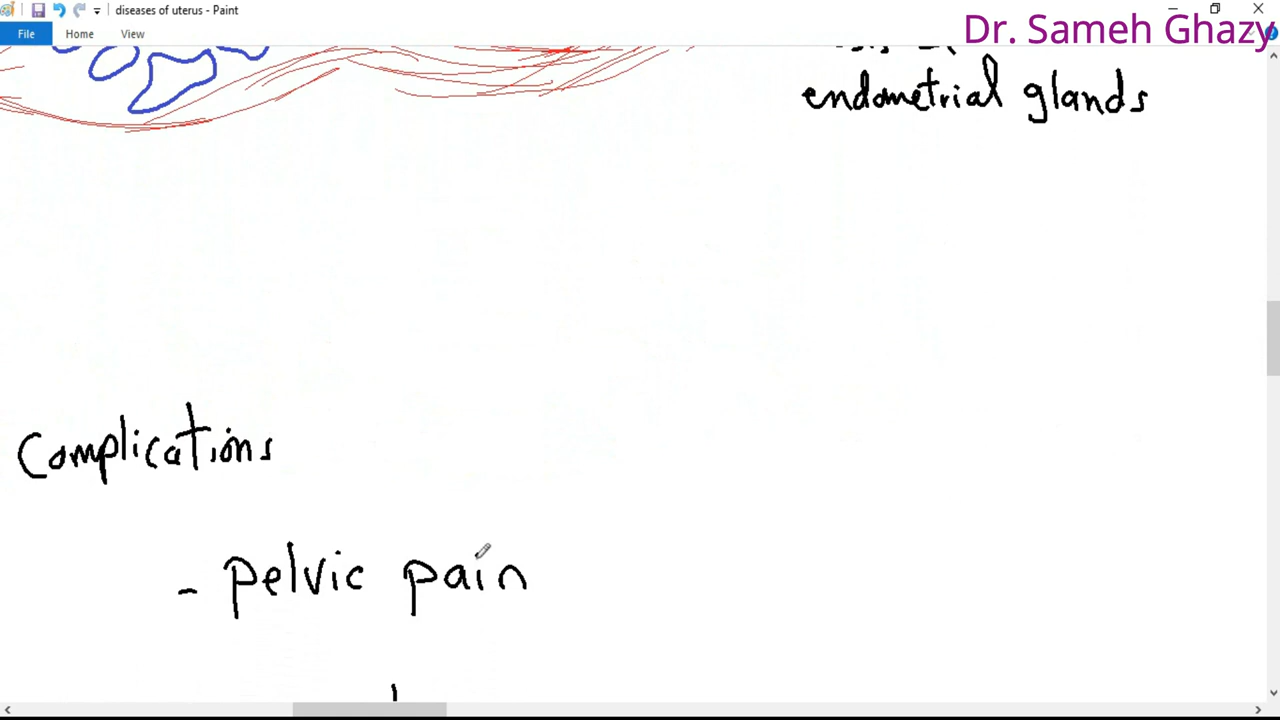 diseases of uterus - Paint
File Home View
Dr. Sameh Ghazy
endometrial glands
Complications
- pelvic pain